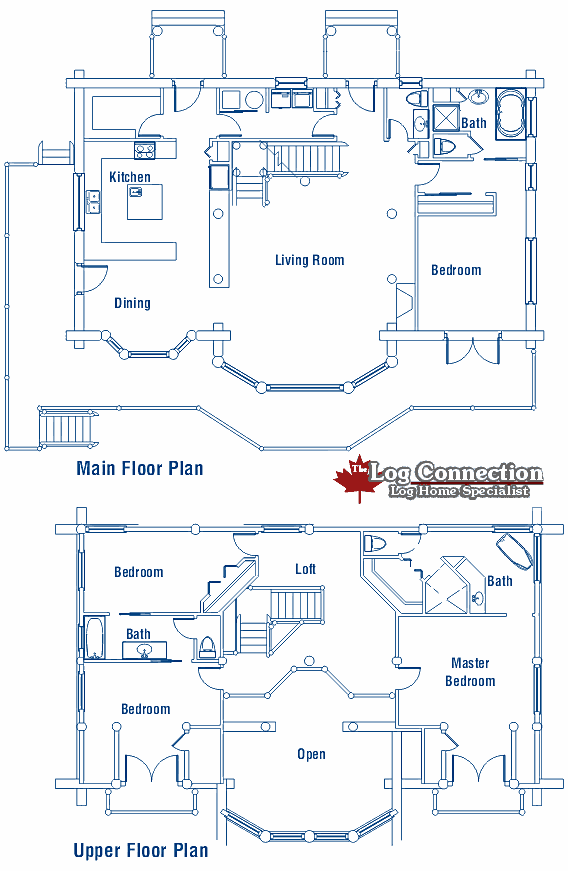 Bath
Kitchen
Living Room
Bedroom
Dining
Main Floor Plan
The Log Connection
Log Home Specialist
Bedroom
Loft
Bath
Bath
Master
Bedroom
Bedroom
Open
Upper Floor Plan